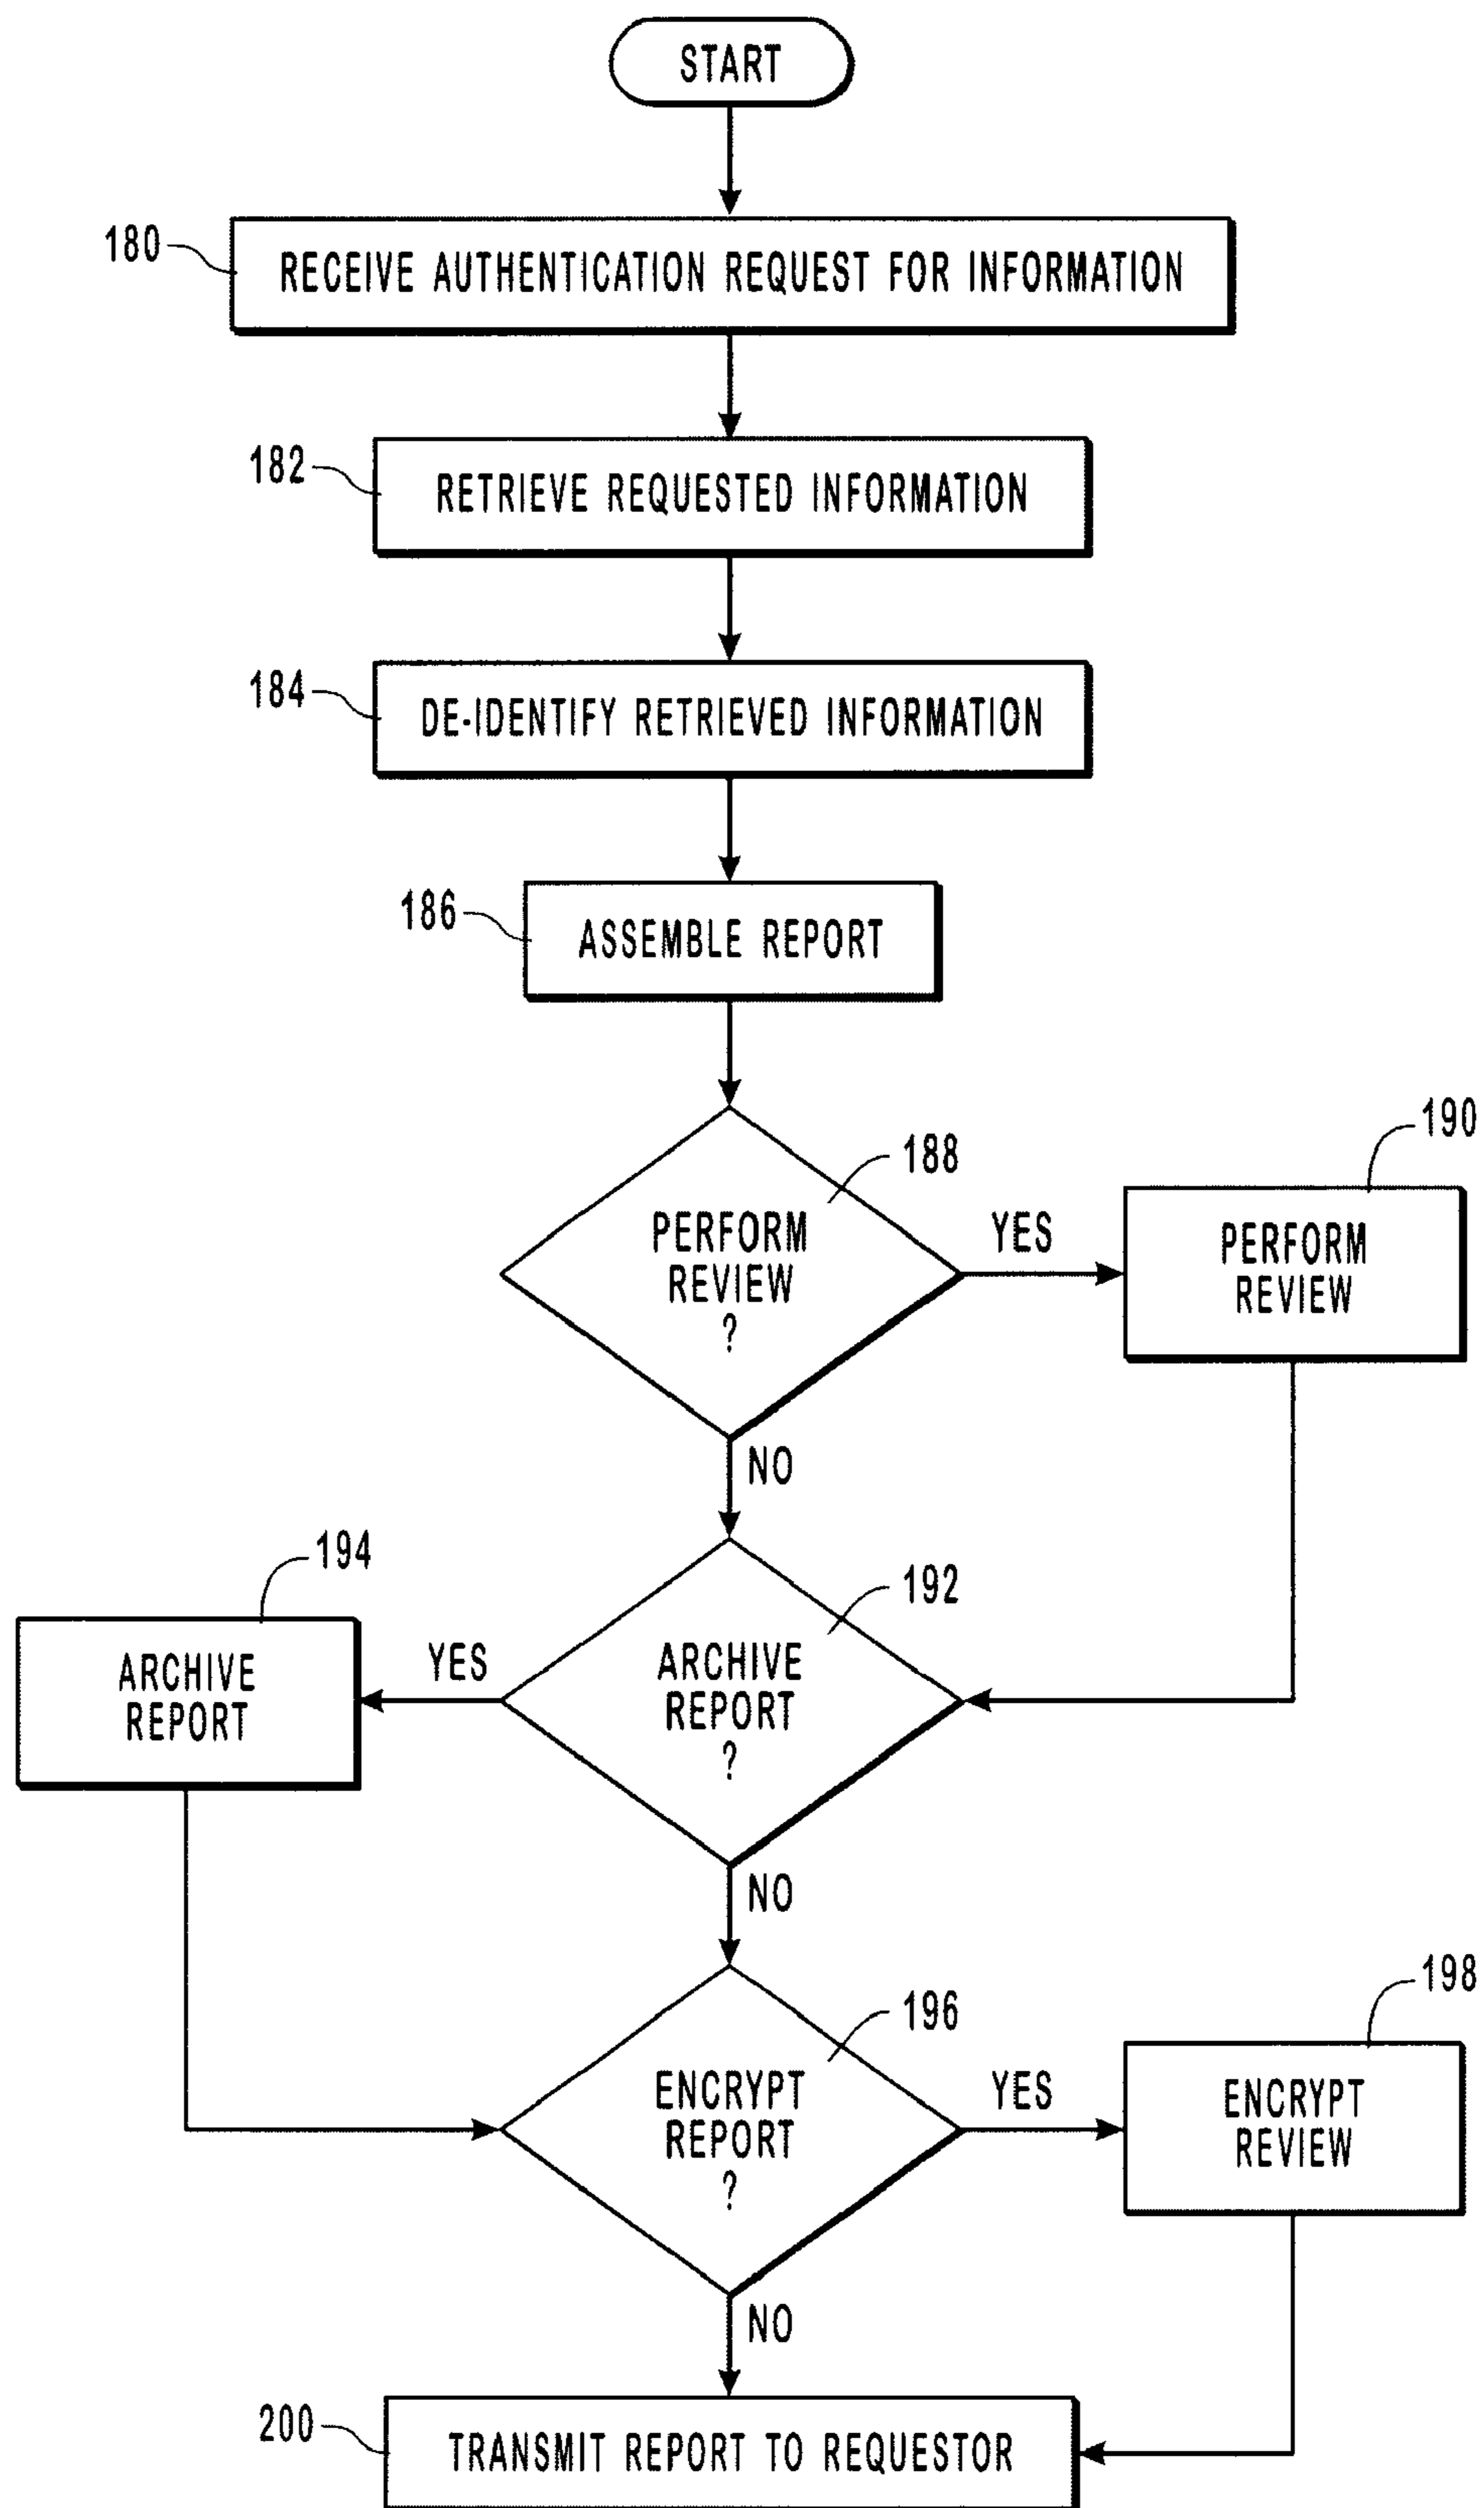 START
180
RECEIVE AUTHENTICATION REQUEST FOR INFORMATION
182
RETRIEVE REQUESTED INFORMATION
184
DE-IDENTIFY RETRIEVED INFORMATION
186
ASSEMBLE REPORT
188
PERFORM
REVIEW
?
YES
190
PERFORM
REVIEW
NO
192
ARCHIVE
REPORT
?
YES
194
ARCHIVE
REPORT
NO
196
ENCRYPT
REPORT
?
YES
198
ENCRYPT
REVIEW
NO
200
TRANSMIT REPORT TO REQUESTOR